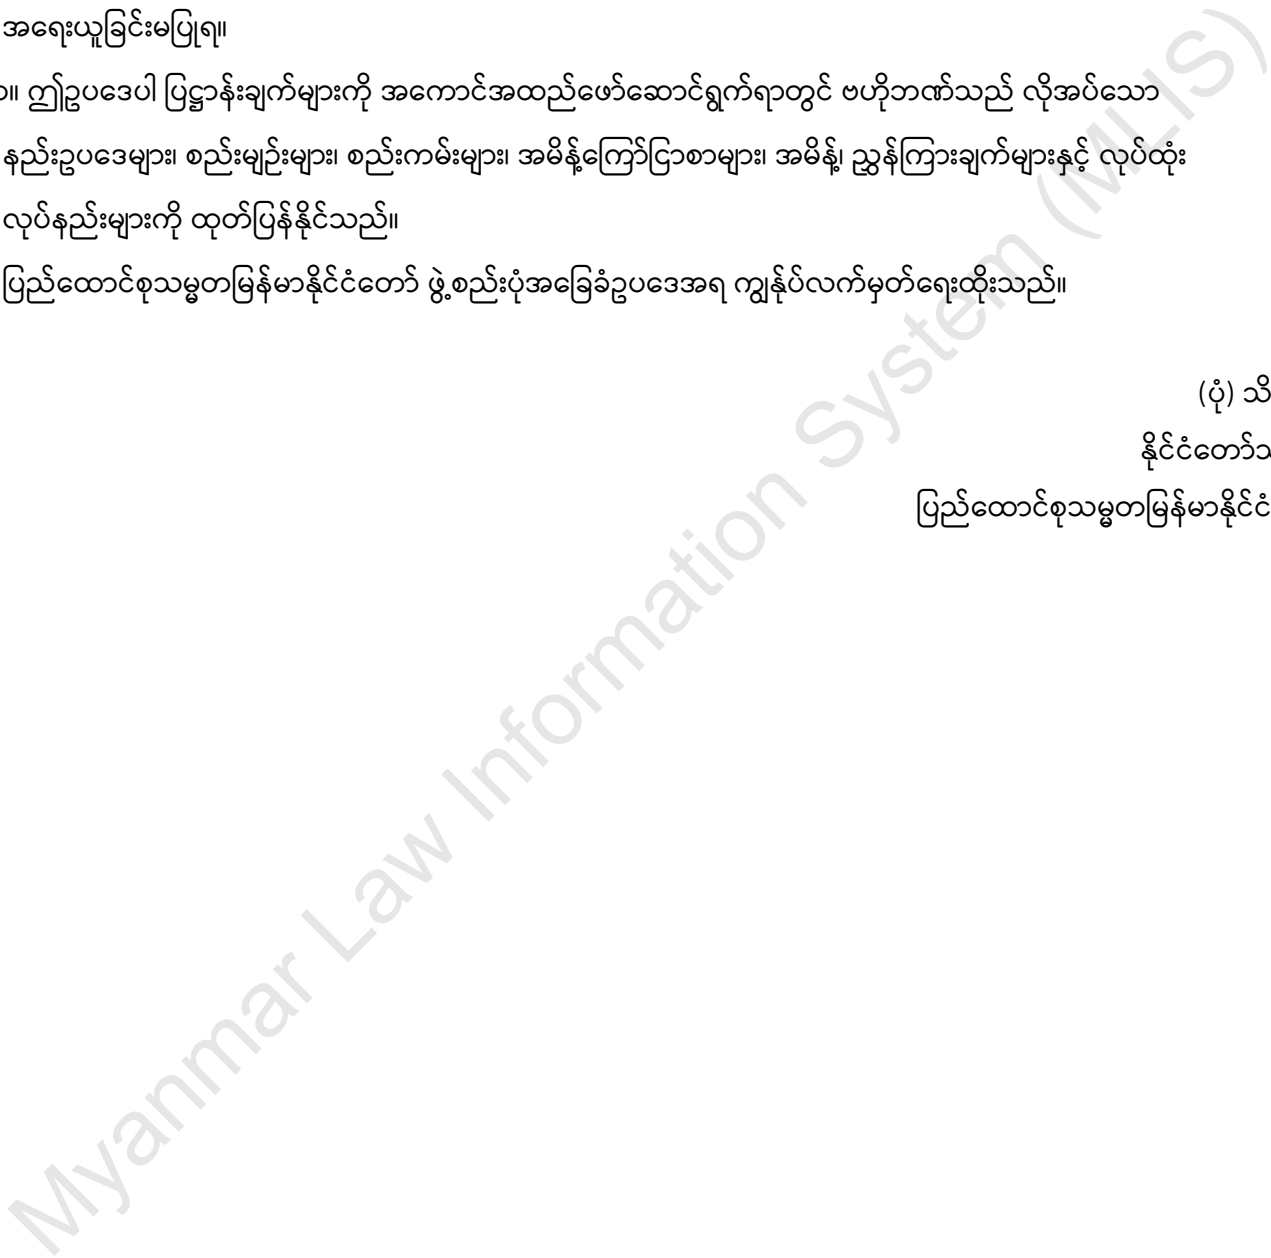 အရေးယူခြင်းမပြုရ။
။ ဤဥပဒေပါ ပြဋ္ဌာန်းချက်များကို အကောင်အထည်ဖော်ဆောင်ရွက်ရာတွင် ဗဟိုဘဏ်သည် လိုအပ်သော
နည်းဥပဒေများ၊ စည်းမျဉ်းများ၊ စည်းကမ်းများ၊ အမိန့်ကြော်ငြာစာများ၊ အမိန့်၊ ညွှန်ကြားချက်များနှင့် လုပ်ထုံး
လုပ်နည်းများကို ထုတ်ပြန်နိုင်သည်။
ပြည်ထောင်စုသမ္မတမြန်မာနိုင်ငံတော် ဖွဲ့စည်းပုံအခြေခံဥပဒေအရ ကျွန်ုပ်လက်မှတ်ရေးထိုးသည်။
(ပုံ) သိ
နိုင်ငံတော်
ပြည်ထောင်စုသမ္မတမြန်မာနိုင်ငံ
Myanmar Law Information System (MLIS)